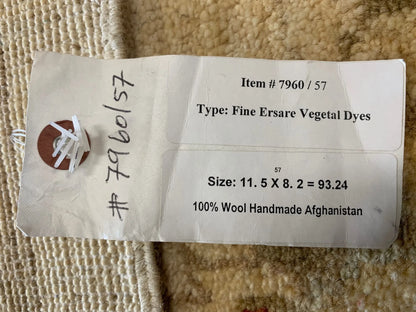 # 7960/57
Item # 7960 / 57
Type: Fine Ersare Vegetal Dyes
57
Size: 11. 5 X 8. 2 = 93.24
100% Wool Handmade Afghanistan